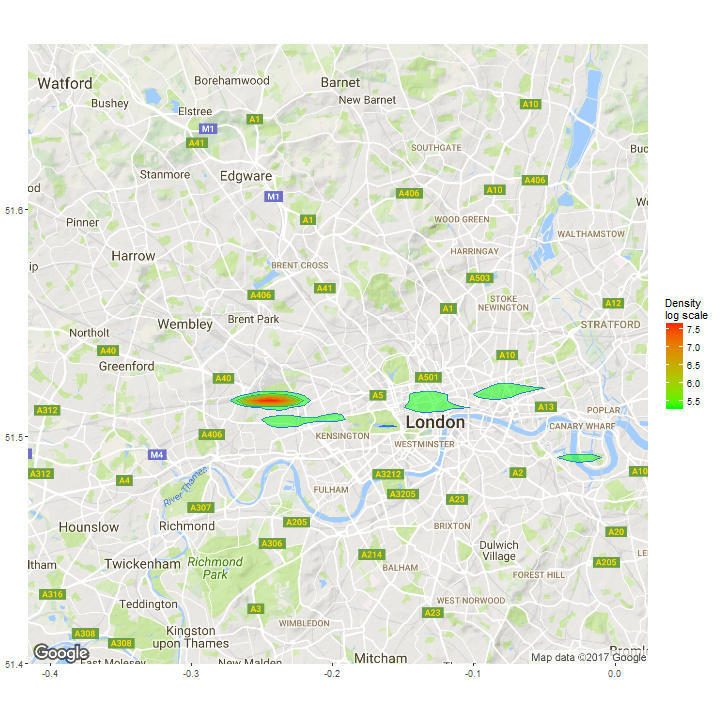 Watford
Borehamwood
Barnet
Bushey
New Barnet
Elstree
A10
A1
M1
A41
SOUTHGATE
Buc
Stanmore
Edgware
A406
A10
od
A406
M1
Wo
51.6
A1
Pinner
WOOD GREEN
WALTHAMSTOW
Harrow
HARRINGAY
ip
BRENT CROSS
A503
A41
A406
STOKE
NEWINGTON
A12
Density
log scale
A1
Brent Park
Wembley
STRATFORD
7.5
Northolt
7.0
A40
A10
6.5
Greenford
A40
A501
6.0
A5
5.5
A312
A13
POPLAR
London
CANARY WHARF
51.5
A406
KENSINGTON
WESTMINSTER
M4
A312
A3212
A2
A10
A4
River Thames
FULHAM
A3205
A23
A307
Hounslow
Richmond
A205
BRIXTON
A20
A306
Dulwich
Village
LE
ltham
Twickenham
Richmond
Park
A214
A205
BALHAM
FOREST HILL
A316
Teddington
A3
WEST NORWOOD
A23
WIMBLEDON
Kingston
upon Thames
A308
A308
Google
Mitcham
Bromle
Map data ©2017 Google
East Molesey
New Malden
51.4
-0.4
-0.3
-0.2
-0.1
0.0